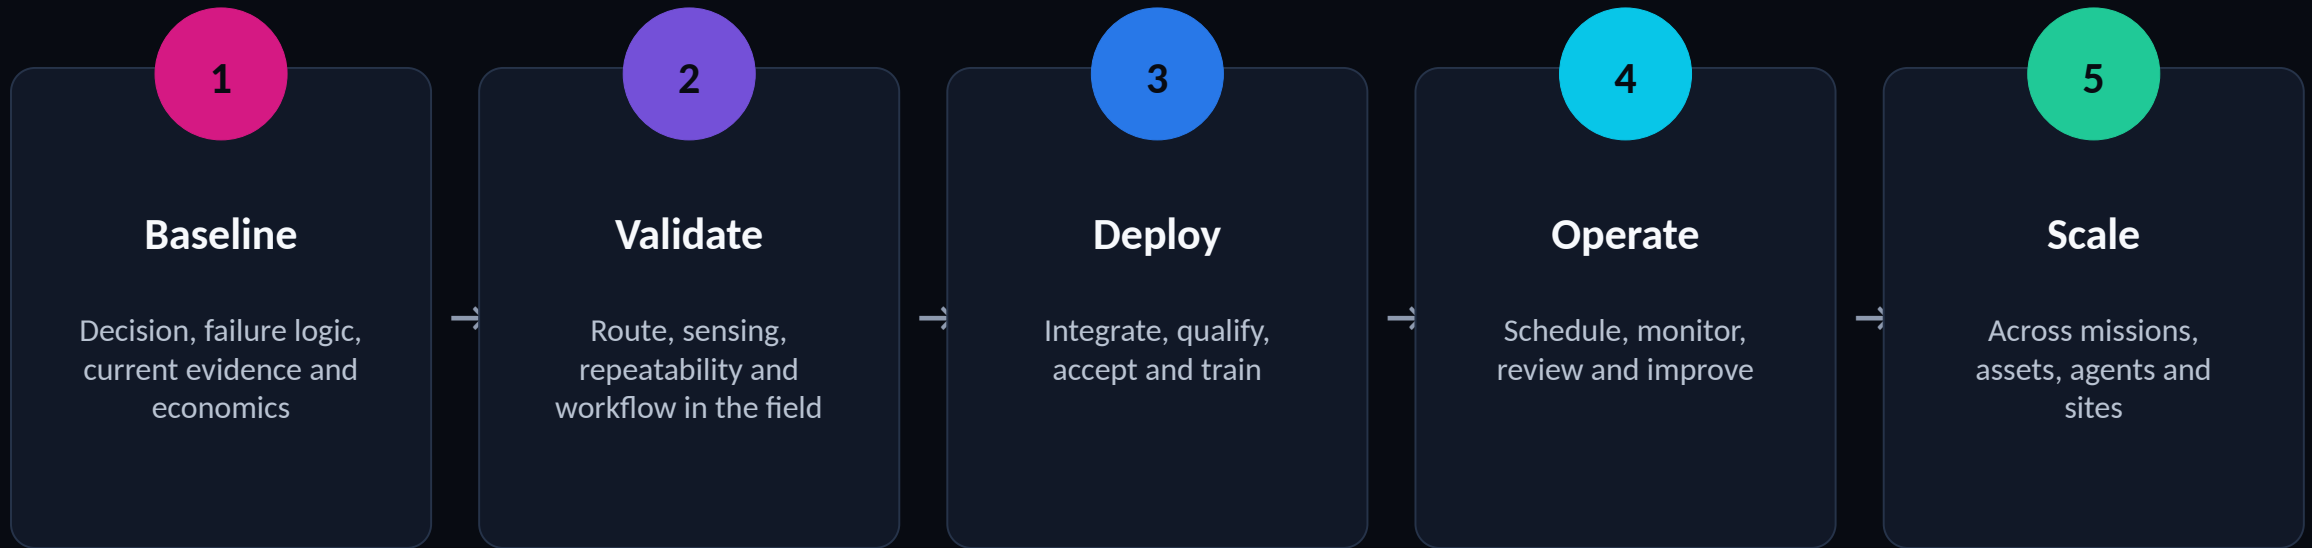 1
Baseline
Decision, failure logic,
current evidence and
economics
→
2
Validate
Route, sensing,
repeatability and
workflow in the field
→
3
Deploy
Integrate, qualify,
accept and train
→
4
Operate
Schedule, monitor,
review and improve
→
5
Scale
Across missions,
assets, agents and
sites